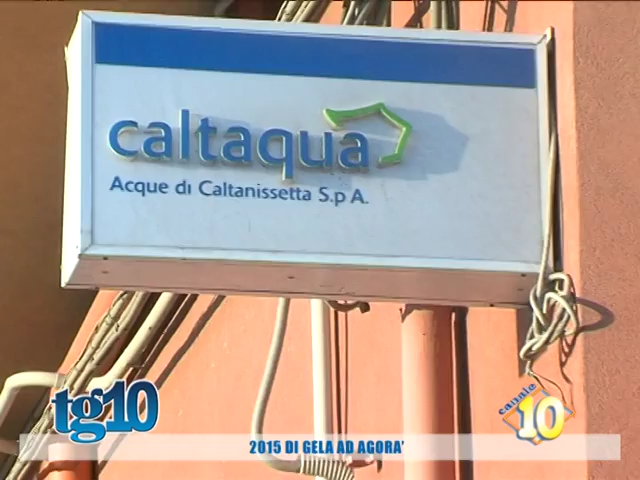 caltaqua
Acque di Caltanissetta S.p A.
tg10
canale
10
2015 DI GELA AD AGORA'